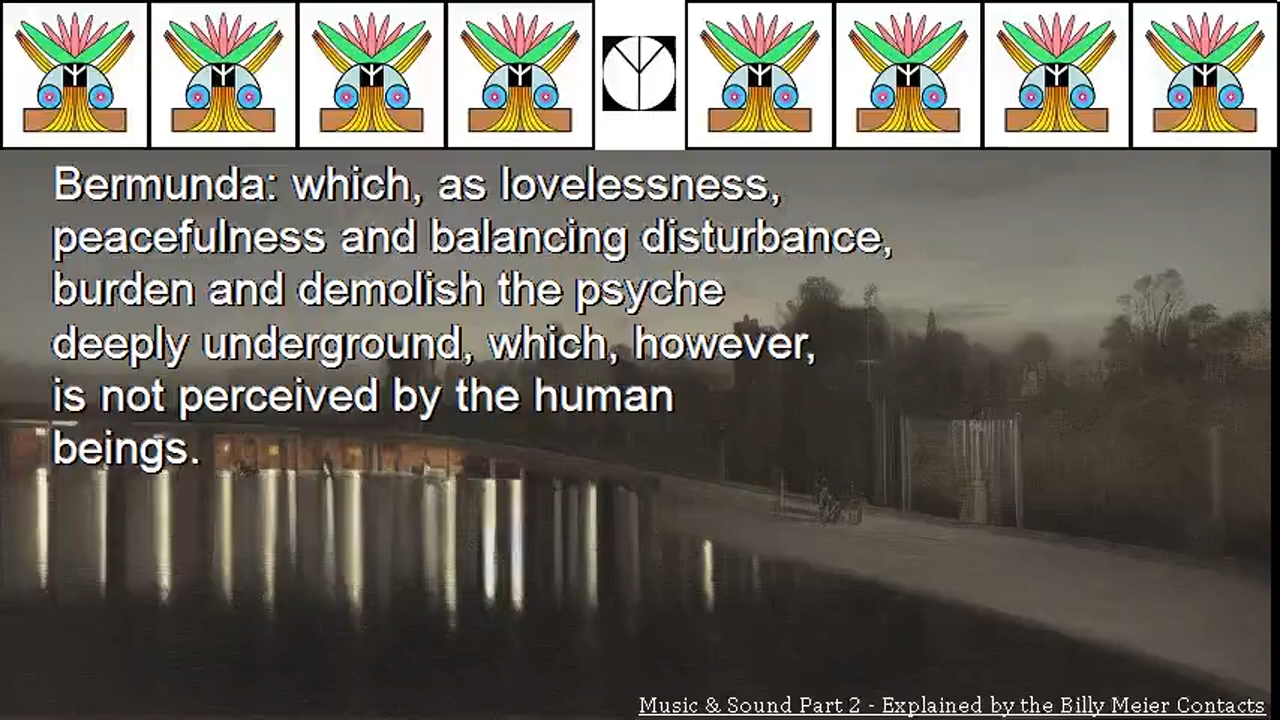 Bermunda: which, as lovelessness,
peacefulness and balancing disturbance,
burden and demolish the psyche
deeply underground, which, however,
is not perceived by the human
beings.
Music & Sound Part 2 - Explained by the Billy Meier Contacts